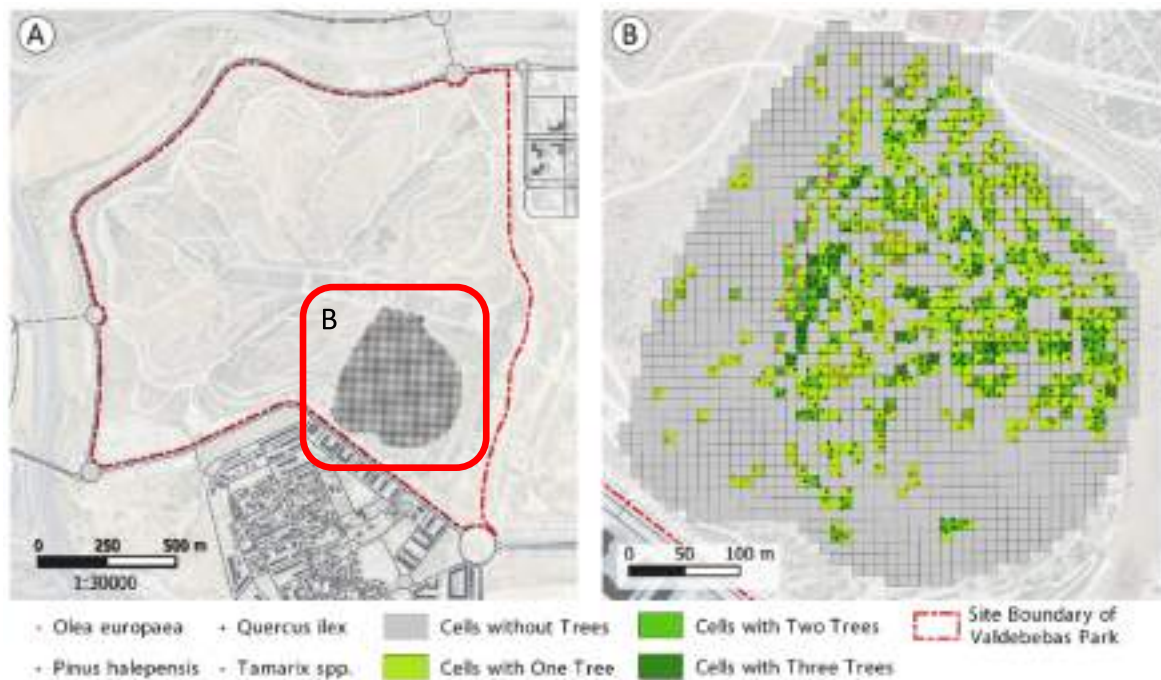 A
B
B
0 250 500 m
1:30000
0 50 100 m
Olea europaea
Quercus ilex
Cells without Trees
Cells with Two Trees
Site Boundary of
Valdebebas Park
Pinus halepensis
Tamarix spp.
Cells with One Tree
Cells with Three Trees